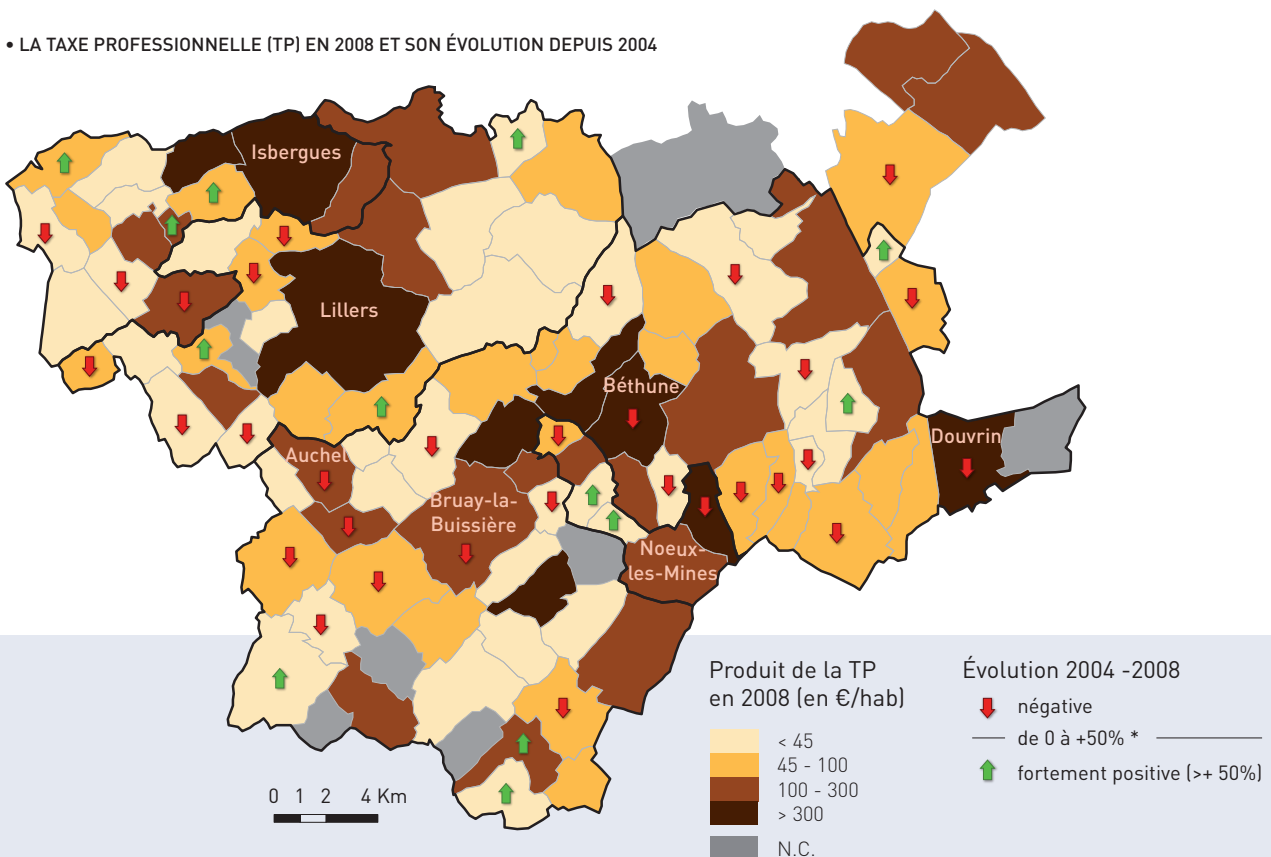 • LA TAXE PROFESSIONNELLE (TP) EN 2008 ET SON ÉVOLUTION DEPUIS 2004
Isbergues
Lillers
Béthune
Douvrin
Auchel
Bruay-la-
Buissière
Noeux-
les-Mines
Produit de la TP
en 2008 (en €/hab)
< 45
45 - 100
100 - 300
> 300
N.C.
Évolution 2004 -2008
négative
de 0 à +50% *
fortement positive (>+ 50%)
0 1 2 4 Km